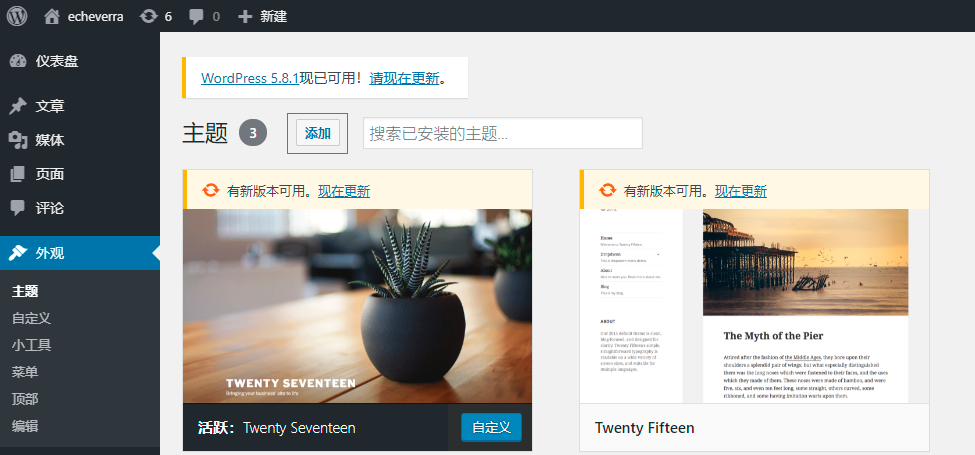 echeverra 6 0 新建
仪表盘
文章
媒体
页面
评论
外观
主题
自定义
小工具
菜单
顶部
编辑
WordPress 5.8.1现已可用！请现在更新。
主题 3 添加 搜索已安装的主题...
有新版本可用。现在更新
TWENTY SEVENTEEN
Bringing your business' site to life
活跃：Twenty Seventeen 自定义
有新版本可用。现在更新
Home
Dropdown
About
Blog
ABOUT
The Myth of the Pier
Attired after the fashion of the Middle Ages, they bore upon their
shoulders a splendid pair of wings; but what especially distinguished
them was the long noses which were fastened to their faces, and the uses
which they made of them. These noses were made of bamboo, and were
five, six, and even ten feet long, some straight, others curved, some
ribboned, and some having imitation warts upon them.
Twenty Fifteen